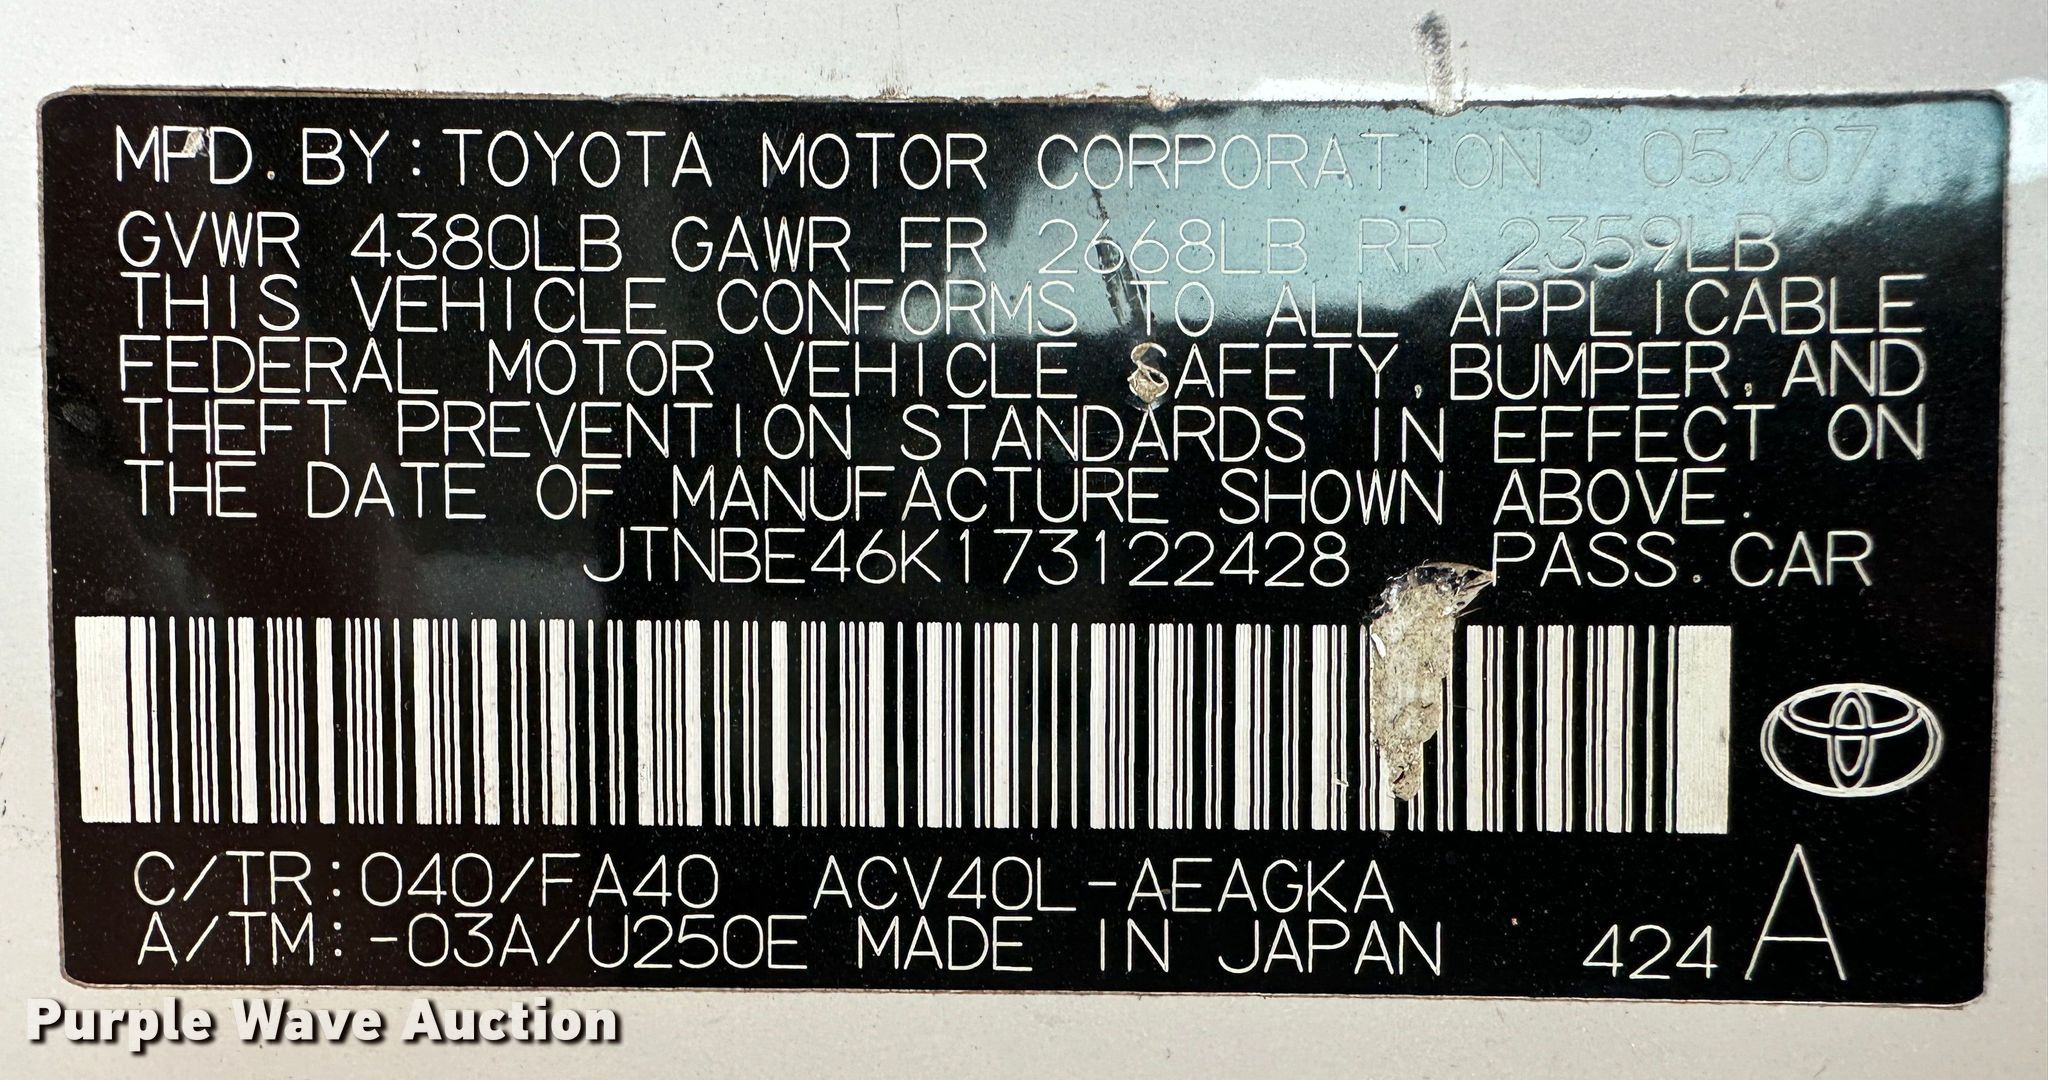 MFD. BY: TOYOTA MOTOR CORPORATION 05/07
GVWR 4380LB GAWR FR 2668LB RR 2359LB
THIS VEHICLE CONFORMS TO ALL APPLICABLE
FEDERAL MOTOR VEHICLE SAFETY, BUMPER, AND
THEFT PREVENTION STANDARDS IN EFFECT ON
THE DATE OF MANUFACTURE SHOWN ABOVE.
JTNBE46K173122428 PASS. CAR
C/TR: 040/FA40 ACV40L-AEAGKA
A/TM: -03A/U250E MADE IN JAPAN 424 A
Purple Wave Auction